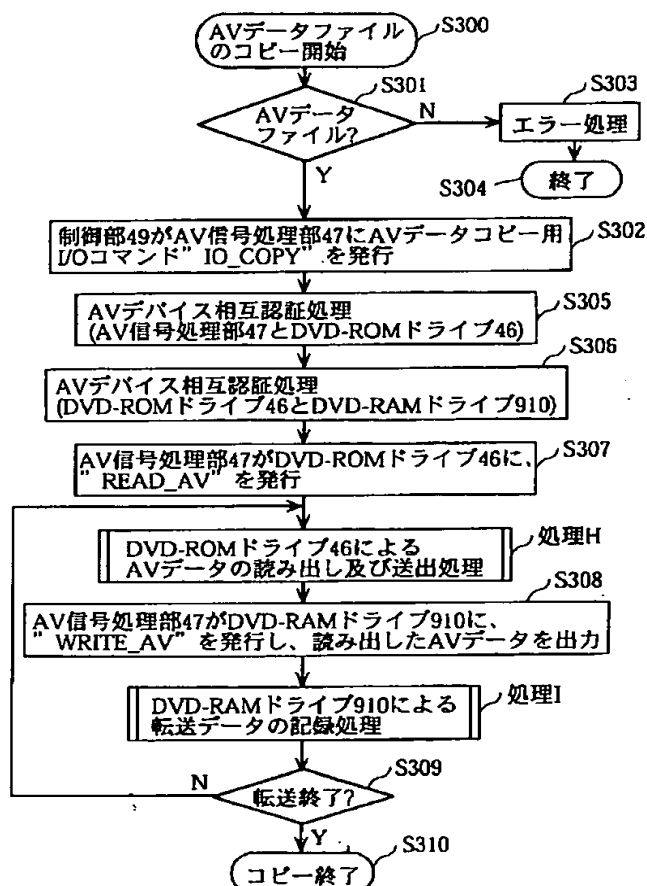 AVデータファイル
のコピー開始
S300
S301
AVデータ
ファイル?
N
S303
エラー処理
Y
S304
終了
制御部49がAV信号処理部47にAVデータコピー用
I/Oコマンド"IO_COPY"を発行
S302
S305
AVデバイス相互認証処理
(AV信号処理部47とDVD-ROMドライブ46)
S306
AVデバイス相互認証処理
(DVD-ROMドライブ46とDVD-RAMドライブ910)
S307
AV信号処理部47がDVD-ROMドライブ46に、
"READ_AV"を発行
処理H
DVD-ROMドライブ46による
AVデータの読み出し及び送出処理
S308
AV信号処理部47がDVD-RAMドライブ910に、
"WRITE_AV"を発行し、読み出したAVデータを出力
処理I
DVD-RAMドライブ910による
転送データの記録処理
S309
N
転送終了?
Y
S310
コピー終了